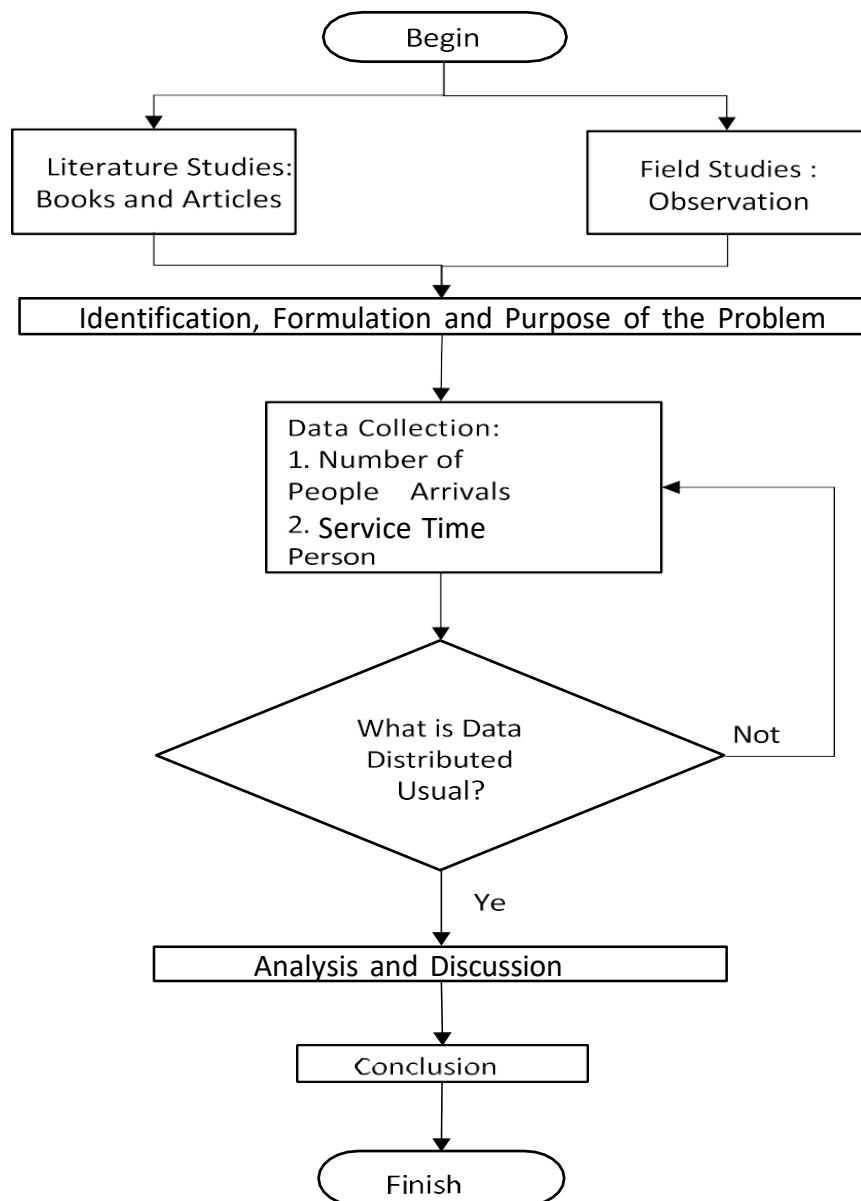 Begin
Literature Studies:
Books and Articles
Field Studies :
Observation
Identification, Formulation and Purpose of the Problem
Data Collection:
1. Number of
People Arrivals
2. Service Time
Person
What is Data
Distributed
Usual?
Not
Ye
Analysis and Discussion
Conclusion
Finish